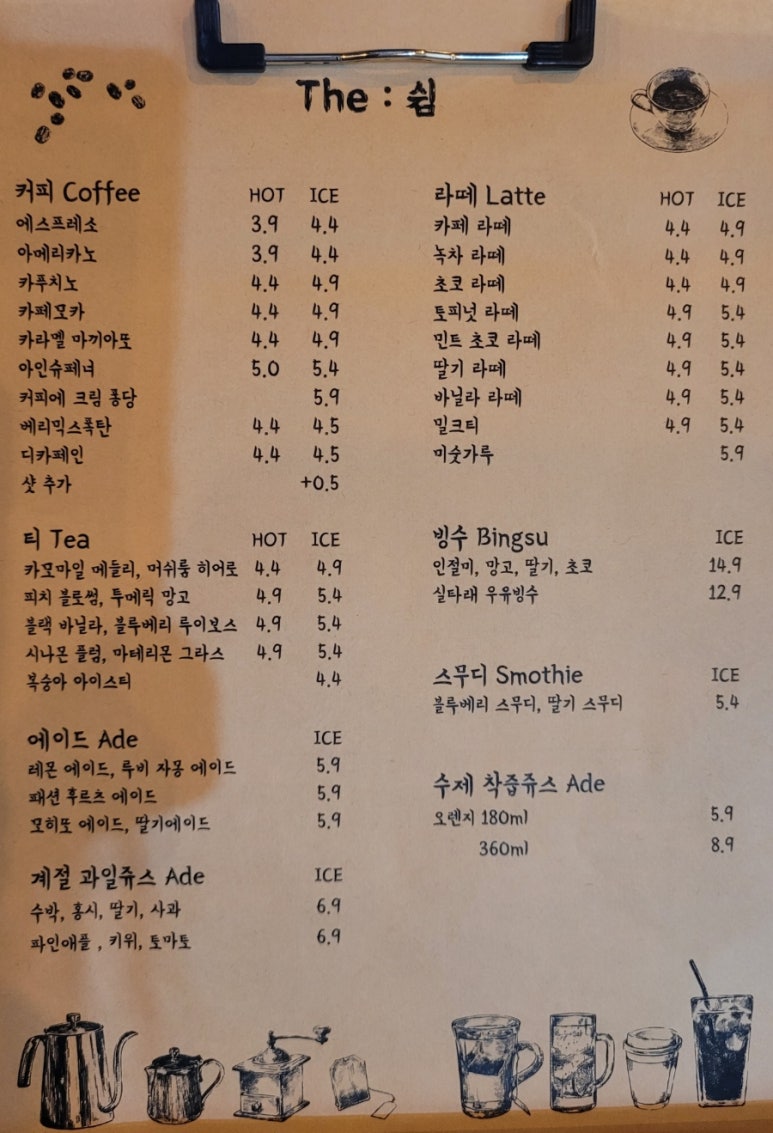 The : 쉼
커피 Coffee HOT ICE
에스프레소 3.9 4.4
아메리카노 3.9 4.4
카푸치노 4.4 4.9
카페모카 4.4 4.9
카라멜 마끼아또 4.4 4.9
아인슈페너 5.0 5.4
커피에 크림 퐁당 5.9
베리믹스폭탄 4.4 4.5
디카페인 4.4 4.5
샷 추가 +0.5
티 Tea HOT ICE
카모마일 메들리, 머쉬룸 히어로 4.4 4.9
피치 블로썸, 투메릭 망고 4.9 5.4
블랙 바닐라, 블루베리 루이보스 4.9 5.4
시나몬 플럼, 마테리몬 그라스 4.9 5.4
복숭아 아이스티 4.4
에이드 Ade ICE
레몬 에이드, 루비 자몽 에이드 5.9
패션 후르츠 에이드 5.9
모히또 에이드, 딸기에이드 5.9
계절 과일쥬스 Ade ICE
수박, 홍시, 딸기, 사과 6.9
파인애플 , 키위, 토마토 6.9
라떼 Latte HOT ICE
카페 라떼 4.4 4.9
녹차 라떼 4.4 4.9
초코 라떼 4.4 4.9
토피넛 라떼 4.9 5.4
민트 초코 라떼 4.9 5.4
딸기 라떼 4.9 5.4
바닐라 라떼 4.9 5.4
밀크티 4.9 5.4
미숫가루 5.9
빙수 Bingsu ICE
인절미, 망고, 딸기, 초코 14.9
실타래 우유빙수 12.9
스무디 Smothie ICE
블루베리 스무디, 딸기 스무디 5.4
수제 착즙쥬스 Ade
오렌지 180ml 5.9
360ml 8.9